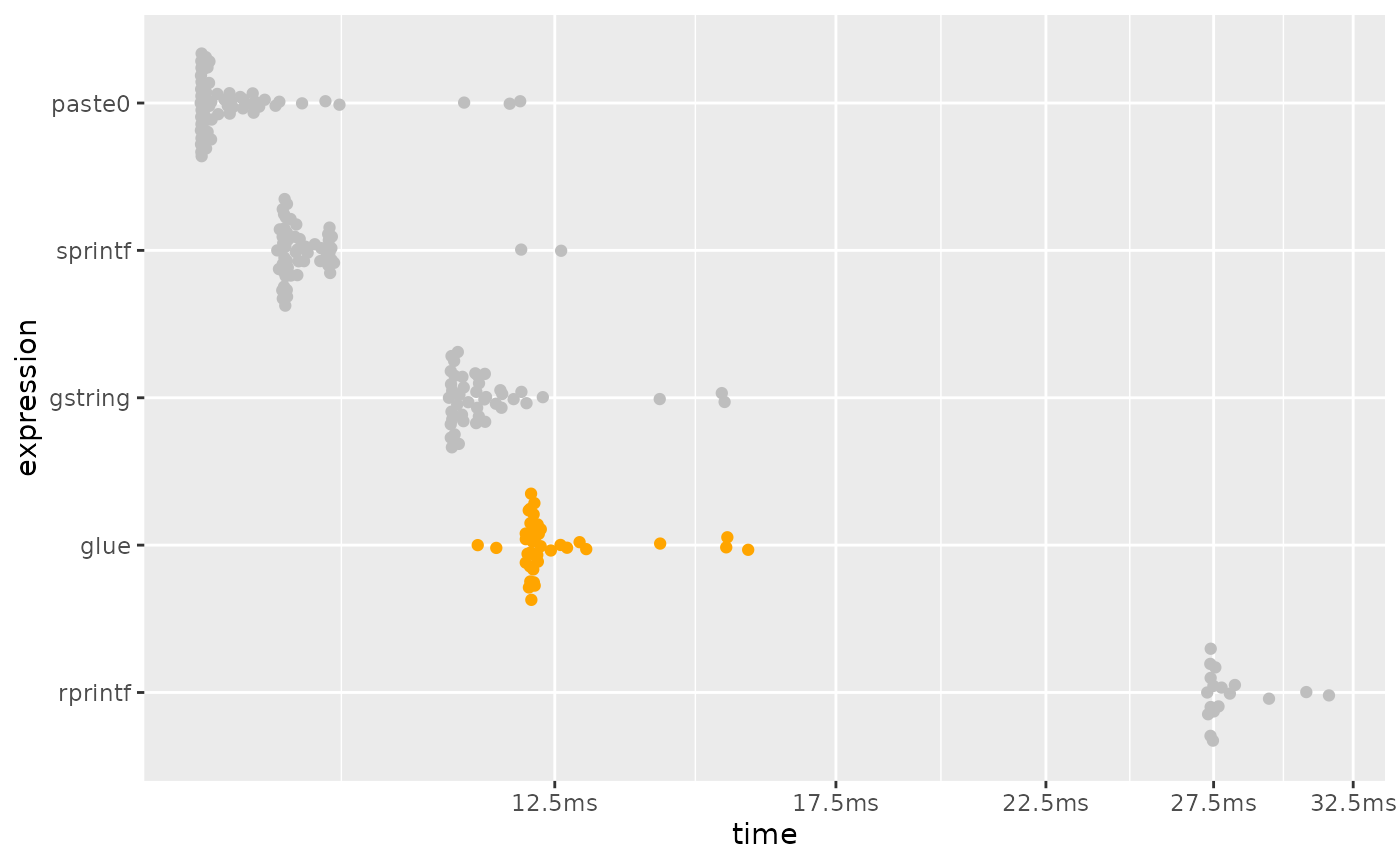 paste0
sprintf
gstring
glue
rprintf
expression
12.5ms 17.5ms 22.5ms 27.5ms 32.5ms
time